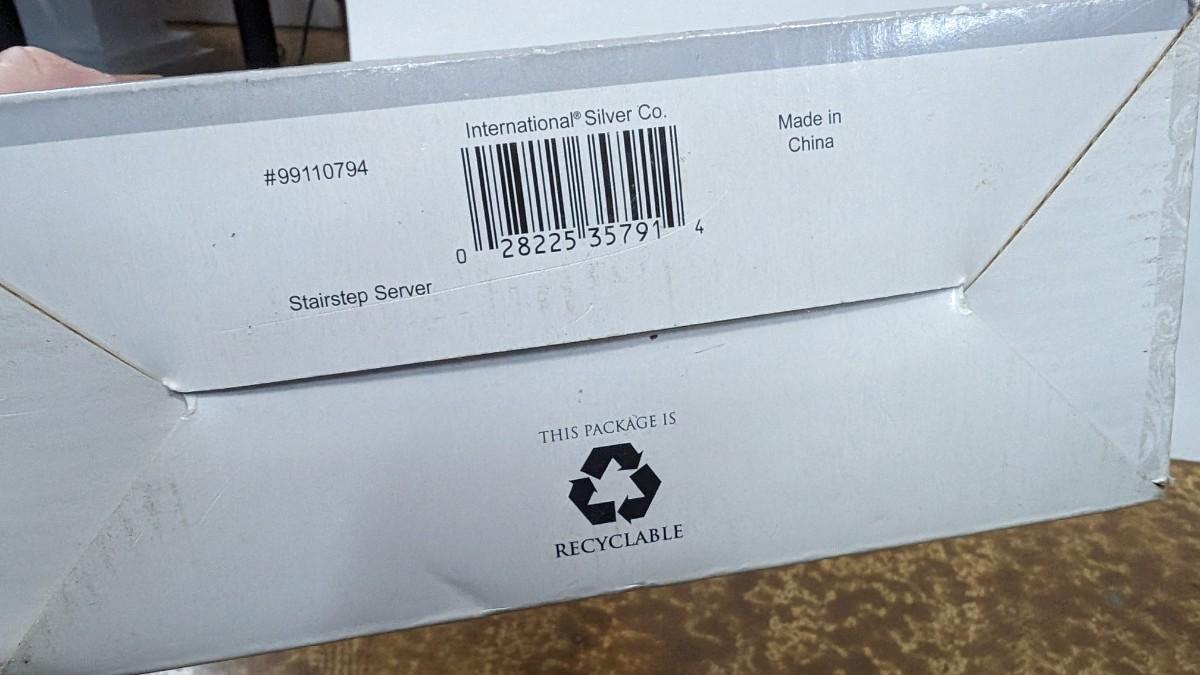 International® Silver Co.
Made in
China
#99110794
0 28225 35791 4
Stairstep Server
THIS PACKAGE IS
RECYCLABLE